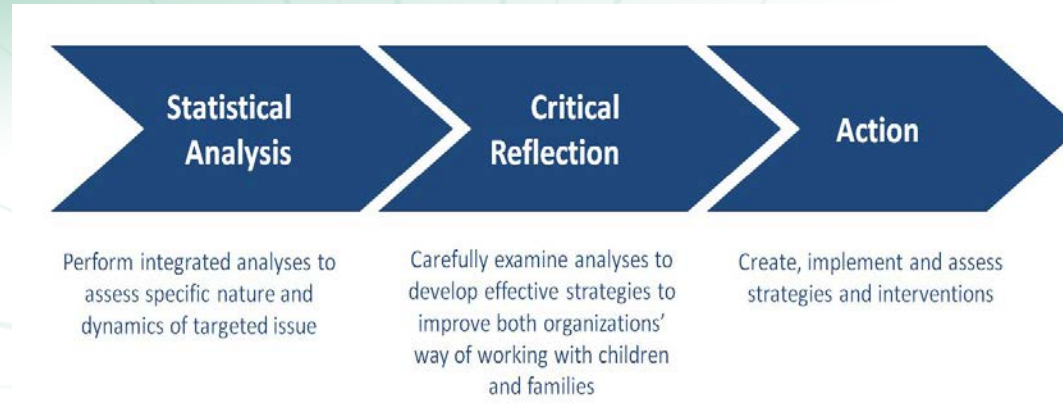 Statistical
Analysis
Critical
Reflection
Action
Perform integrated analyses to
assess specific nature and
dynamics of targeted issue
Carefully examine analyses to
develop effective strategies to
improve both organizations’
way of working with children
and families
Create, implement and assess
strategies and interventions